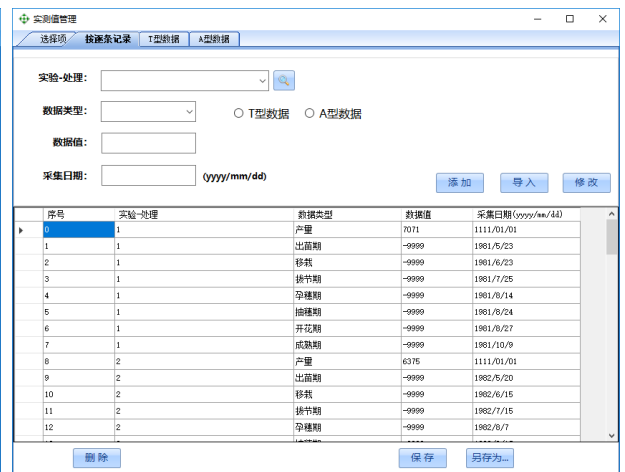 实测值管理
选择项 按逐条记录 T型数据 A型数据
实验-处理：
数据类型： T型数据 A型数据
数据值：
采集日期： (yyyy/mm/dd)
添加 导入 修改
序号 实验-处理 数据类型 数据值 采集日期(yyyy/mm/dd)
0 1 产量 7071 1111/01/01
1 1 出苗期 -9999 1981/5/23
2 1 移栽 -9999 1981/6/23
3 1 拔节期 -9999 1981/7/25
4 1 孕穗期 -9999 1981/8/14
5 1 抽穗期 -9999 1981/8/24
6 1 开花期 -9999 1981/8/27
7 1 成熟期 -9999 1981/10/9
8 2 产量 6375 1111/01/01
9 2 出苗期 -9999 1982/5/20
10 2 移栽 -9999 1982/6/15
11 2 拔节期 -9999 1982/7/15
12 2 孕穗期 -9999 1982/8/7
删除 保存 另存为...